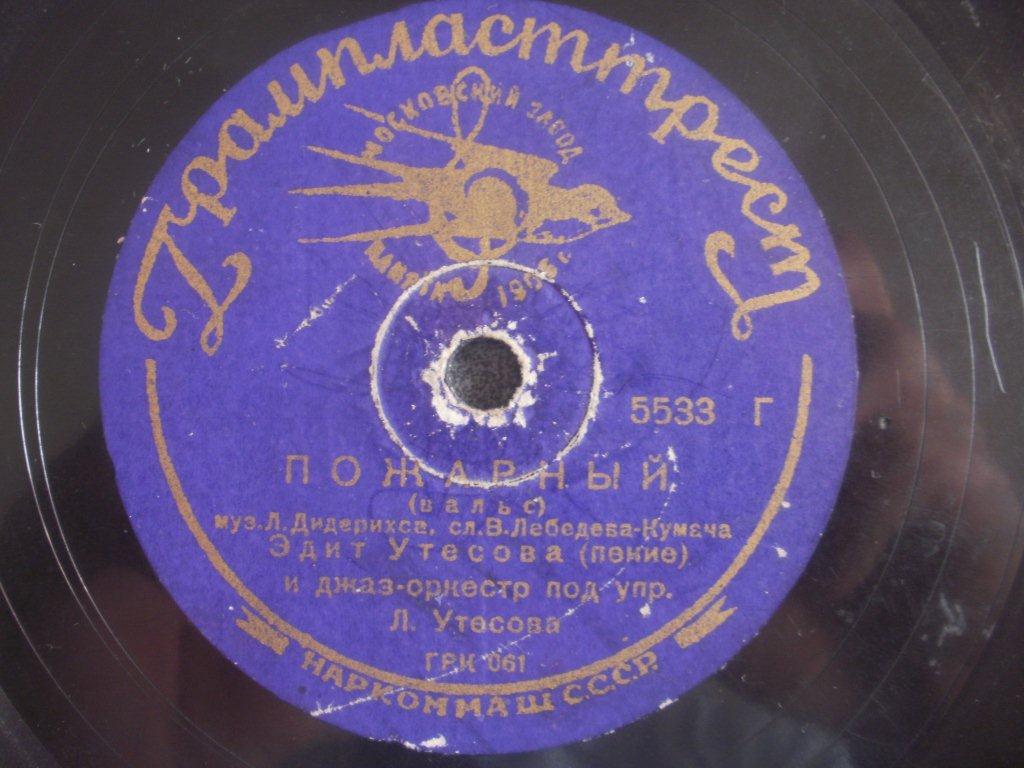 Грампласттрест
МОСКОВСКИЙ ЗАВОД
5533 Г
ПОЖАРНЫЙ
(вальс)
муз.Л.Дидерихса, сл.В.Лебедева-Кумача
Эдит Утесова (пение)
и джаз-оркестр под упр.
Л. Утесова
ГРК 061
НАРКОММАШ С.С.С.Р.